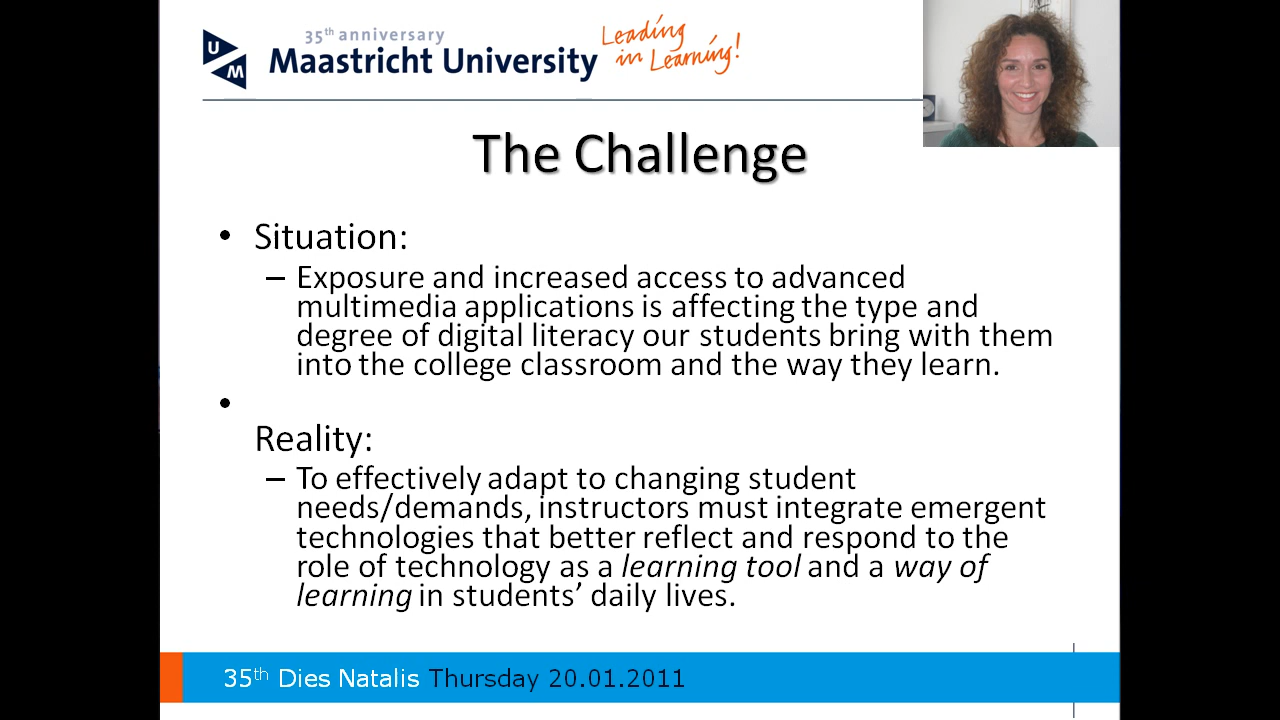 35th anniversary
UM Maastricht University
Leading in Learning!
The Challenge
• Situation:
– Exposure and increased access to advanced
multimedia applications is affecting the type and
degree of digital literacy our students bring with them
into the college classroom and the way they learn.
•
Reality:
– To effectively adapt to changing student
needs/demands, instructors must integrate emergent
technologies that better reflect and respond to the
role of technology as a learning tool and a way of
learning in students’ daily lives.
35th Dies Natalis Thursday 20.01.2011